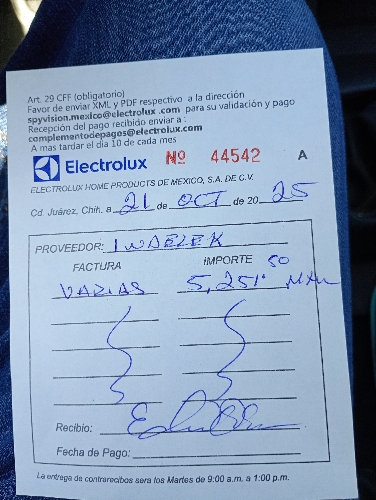 Art. 29 CFF (obligatorio)
Favor de enviar XML y PDF respectivo a la dirección
spyvision.mexico@electrolux .com para su validación y pago
Recepción del pago recibido enviar a :
complementodepagos@electrolux.com
A mas tardar el dia 10 de cada mes
Electrolux Nº 44542 A
ELECTROLUX HOME PRODUCTS DE MEXICO, S.A. DE C.V.
Cd. Juárez, Chih. a 21 de OCT de 20 25
PROVEEDOR: INDELEK
FACTURA IMPORTE
VARIAS 5,251.50 MXN
Recibio:
Fecha de Pago:
La entrega de contrarecibos sera los Martes de 9:00 a.m. a 1:00 p.m.